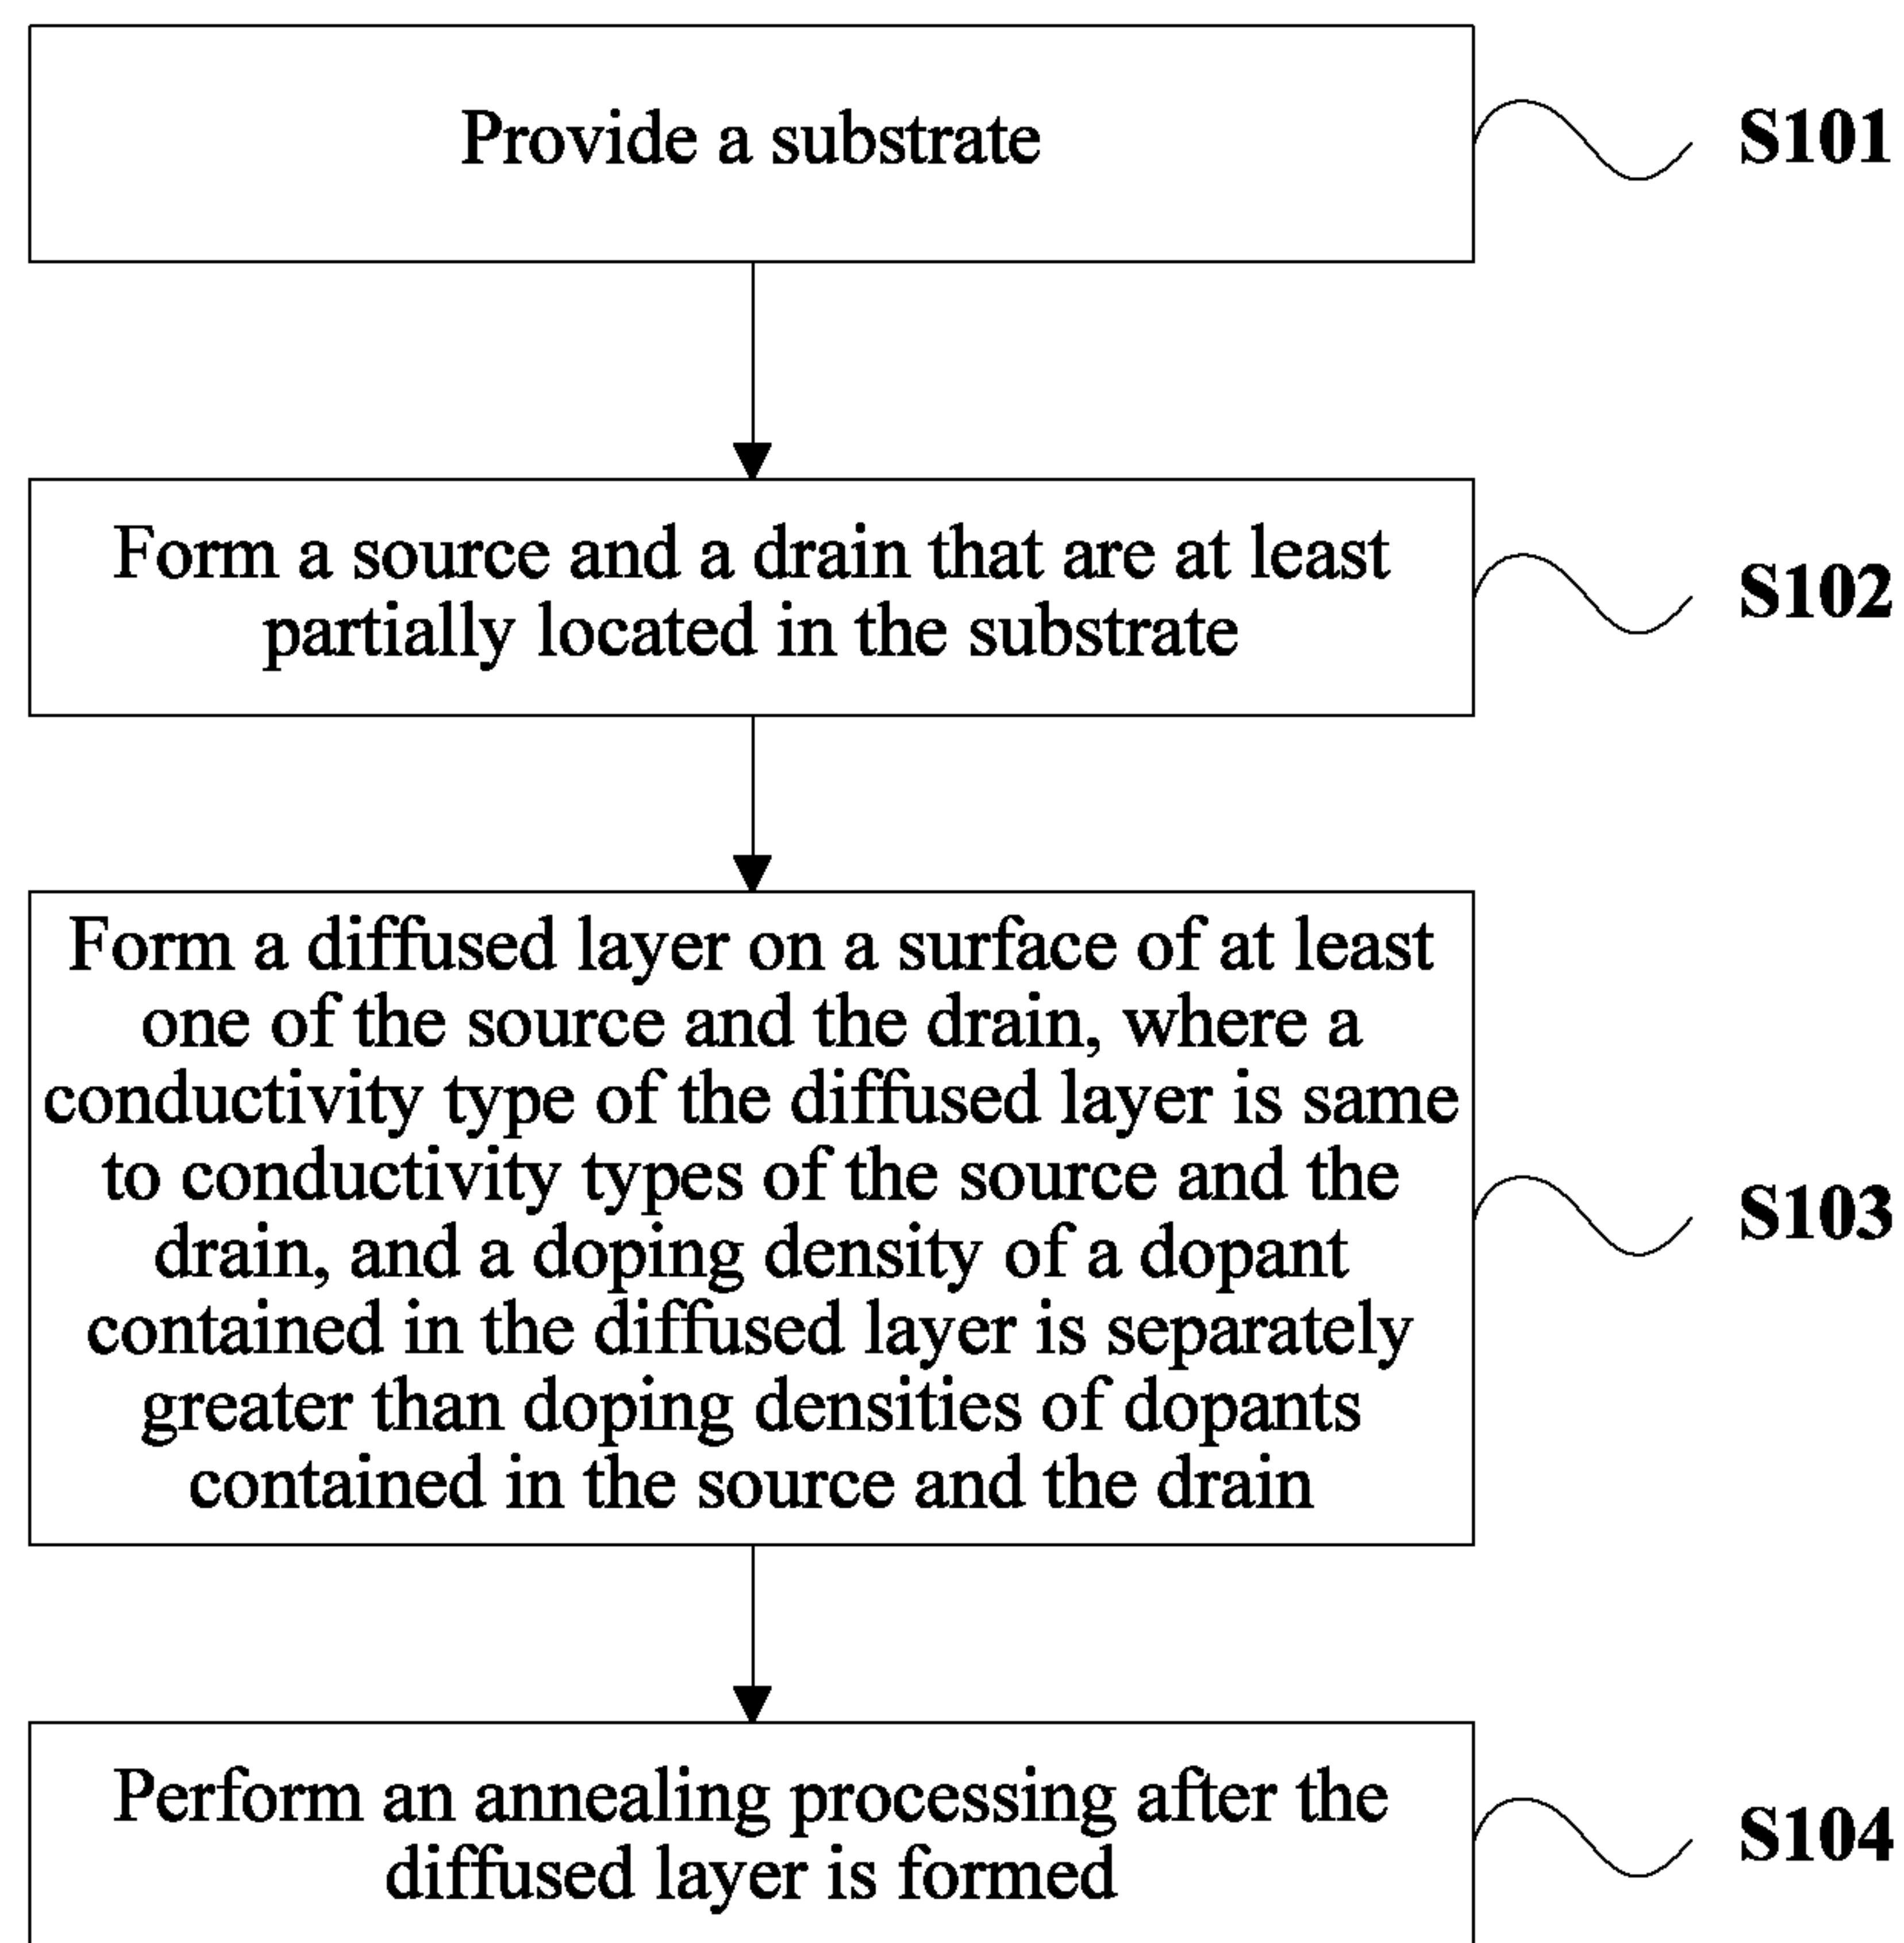 Provide a substrate
S101
Form a source and a drain that are at least
partially located in the substrate
S102
Form a diffused layer on a surface of at least
one of the source and the drain, where a
conductivity type of the diffused layer is same
to conductivity types of the source and the
drain, and a doping density of a dopant
contained in the diffused layer is separately
greater than doping densities of dopants
contained in the source and the drain
S103
Perform an annealing processing after the
diffused layer is formed
S104